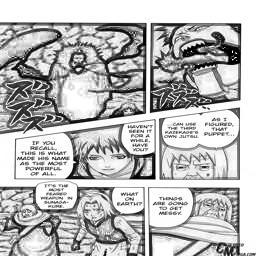 AS I
FIGURED,
THAT
PUPPET...
...CAN USE
THE THIRD
KAZEKAGE'S
OWN JUTSU.
HAVEN'T
SEEN IT
FOR A
WHILE,
HAVE
YOU?
IF YOU
RECALL,
THIS IS WHAT
MADE HIS NAME
AS THE MOST
POWERFUL
OF ALL.
THINGS
ARE GOING
TO GET
MESSY.
WHAT
ON
EARTH?
IT'S THE
MOST
FEARED
WEAPON IN
SUNAGA-
KURE.